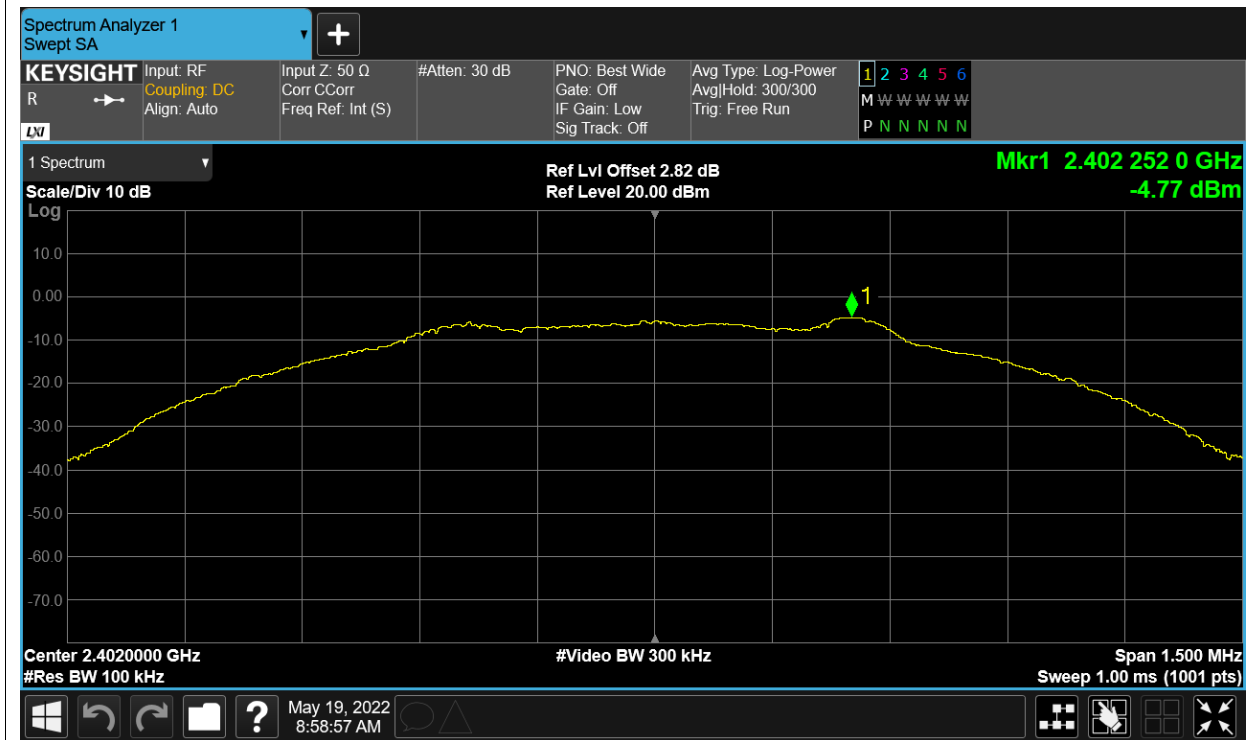 Spectrum Analyzer 1
Swept SA
KEYSIGHT
R
LXI
Input: RF
Coupling: DC
Align: Auto
Input Z: 50 Ω
Corr CCorr
Freq Ref: Int (S)
#Atten: 30 dB
PNO: Best Wide
Gate: Off
IF Gain: Low
Sig Track: Off
Avg Type: Log-Power
Avg|Hold: 300/300
Trig: Free Run
1 2 3 4 5 6
M W W W W W
P N N N N N
1 Spectrum
Scale/Div 10 dB
Ref Lvl Offset 2.82 dB
Ref Level 20.00 dBm
Mkr1 2.402 252 0 GHz
-4.77 dBm
Log
10.0
0.00
-10.0
-20.0
-30.0
-40.0
-50.0
-60.0
-70.0
1
Center 2.4020000 GHz
#Res BW 100 kHz
#Video BW 300 kHz
Span 1.500 MHz
Sweep 1.00 ms (1001 pts)
?
May 19, 2022
8:58:57 AM